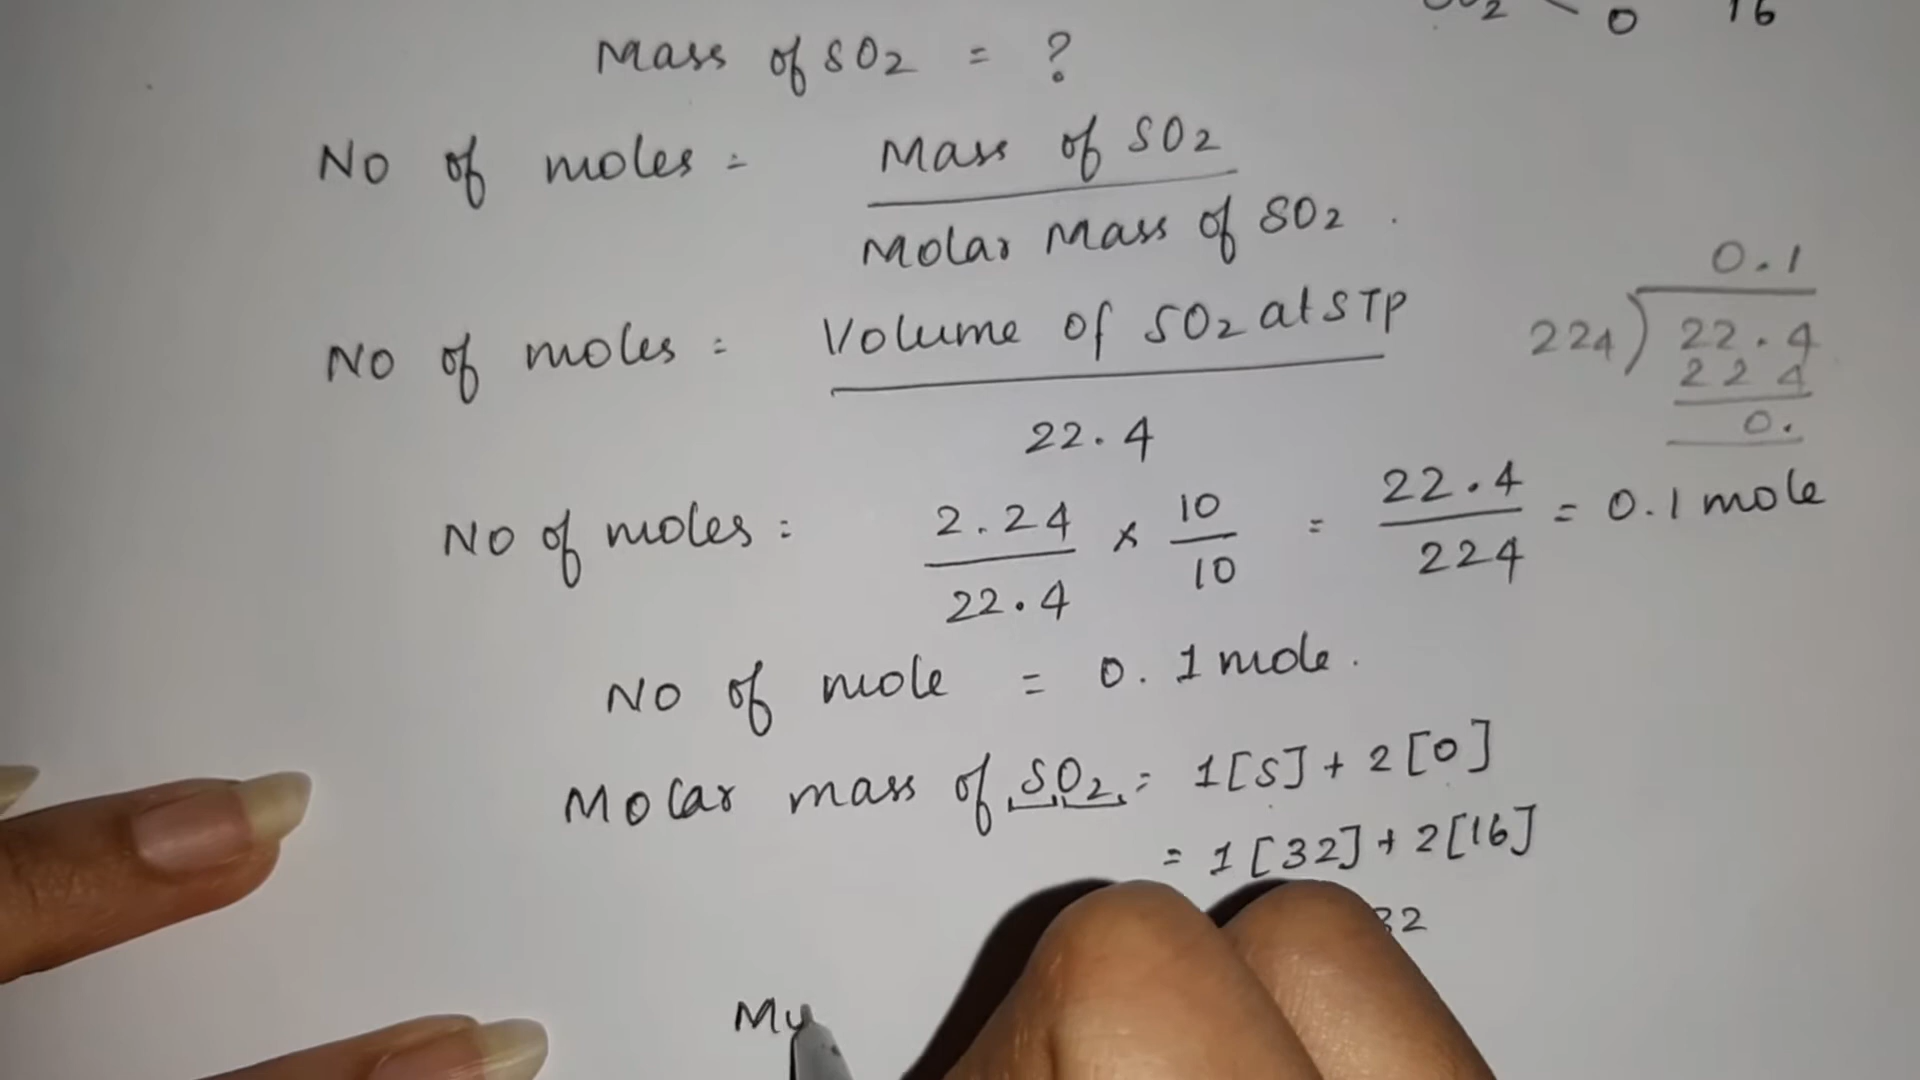 O 16
Mass of SO2 = ?
No of moles = Mass of SO2
Molar Mass of SO2
No of moles = Volume of SO2 at STP
22.4
0.1
224 ) 22.4
224
0.
No of moles = 2.24 × 10 = 22.4 = 0.1 mole
22.4 10 224
No of mole = 0.1 mole.
Molar mass of SO2 = 1[S] + 2[O]
= 1[32] + 2[16]
32